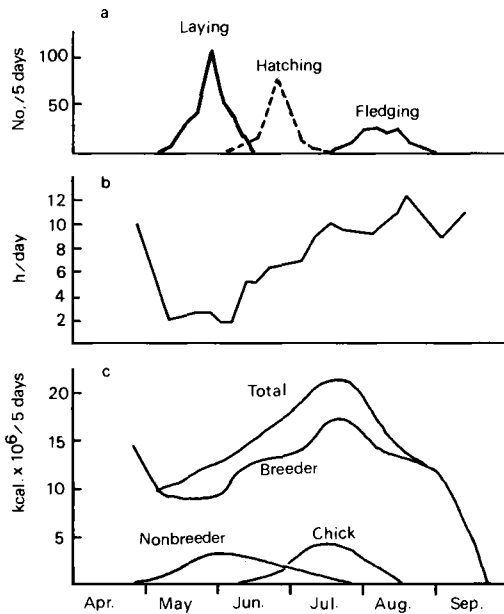 a
Laying
Hatching
Fledging
No./5 days
100
50
b
h/day
12
10
8
6
4
2
c
kcal. x 10⁶/5 days
20
15
10
5
Total
Breeder
Nonbreeder
Chick
Apr. May Jun. Jul. Aug. Sep.